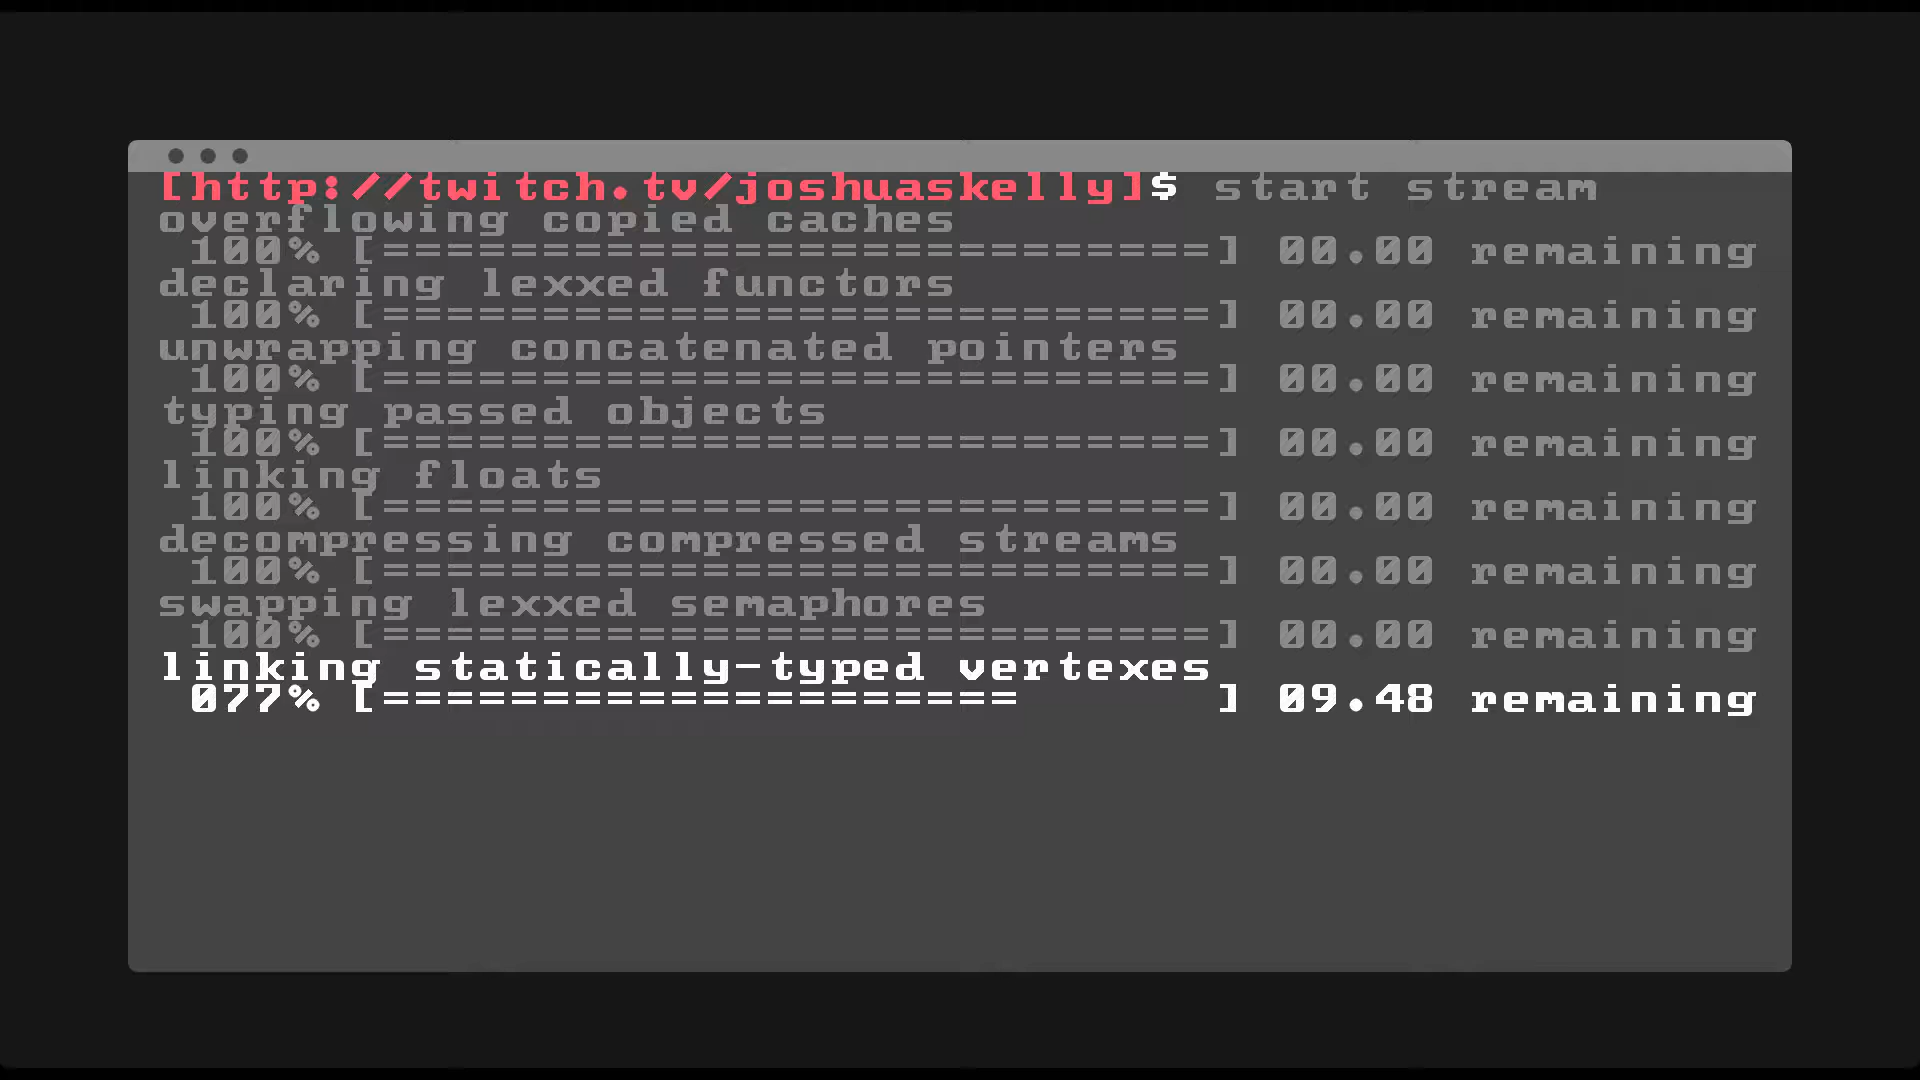 [http://twitch.tv/joshuaskelly]$ start stream
overflowing copied caches
100% [==========================] 00.00 remaining
declaring lexxed functors
100% [==========================] 00.00 remaining
unwrapping concatenated pointers
100% [==========================] 00.00 remaining
typing passed objects
100% [==========================] 00.00 remaining
linking floats
100% [==========================] 00.00 remaining
decompressing compressed streams
100% [==========================] 00.00 remaining
swapping lexxed semaphores
100% [==========================] 00.00 remaining
linking statically-typed vertexes
077% [====================      ] 09.48 remaining